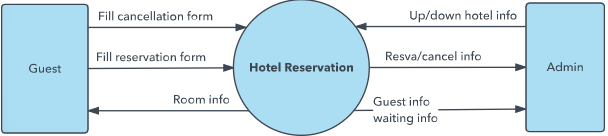 Fill cancellation form
Up/down hotel info
Fill reservation form
Resva/cancel info
Guest
Hotel Reservation
Admin
Room info
Guest info
waiting info